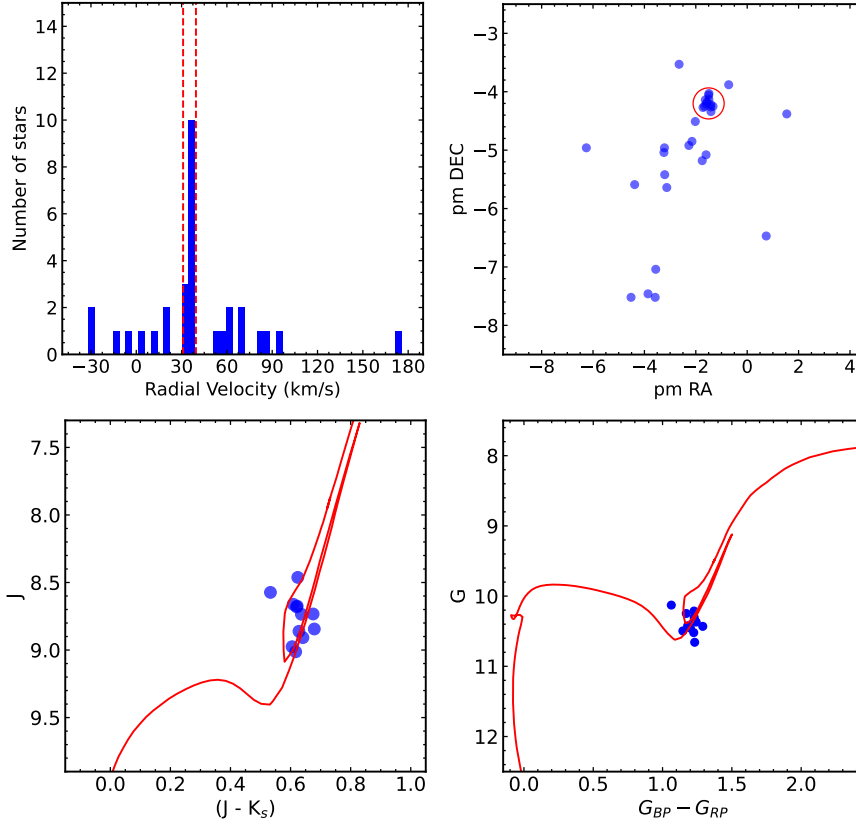 14
12
10
8
6
4
2
0
Number of stars
−30 0 30 60 90 120 150 180
Radial Velocity (km/s)
−3
−4
−5
−6
−7
−8
pm DEC
−8 −6 −4 −2 0 2 4
pm RA
7.5
8.0
8.5
9.0
9.5
J
0.0 0.2 0.4 0.6 0.8 1.0
(J - Kₛ)
8
9
10
11
12
G
0.0 0.5 1.0 1.5 2.0
G_BP − G_RP